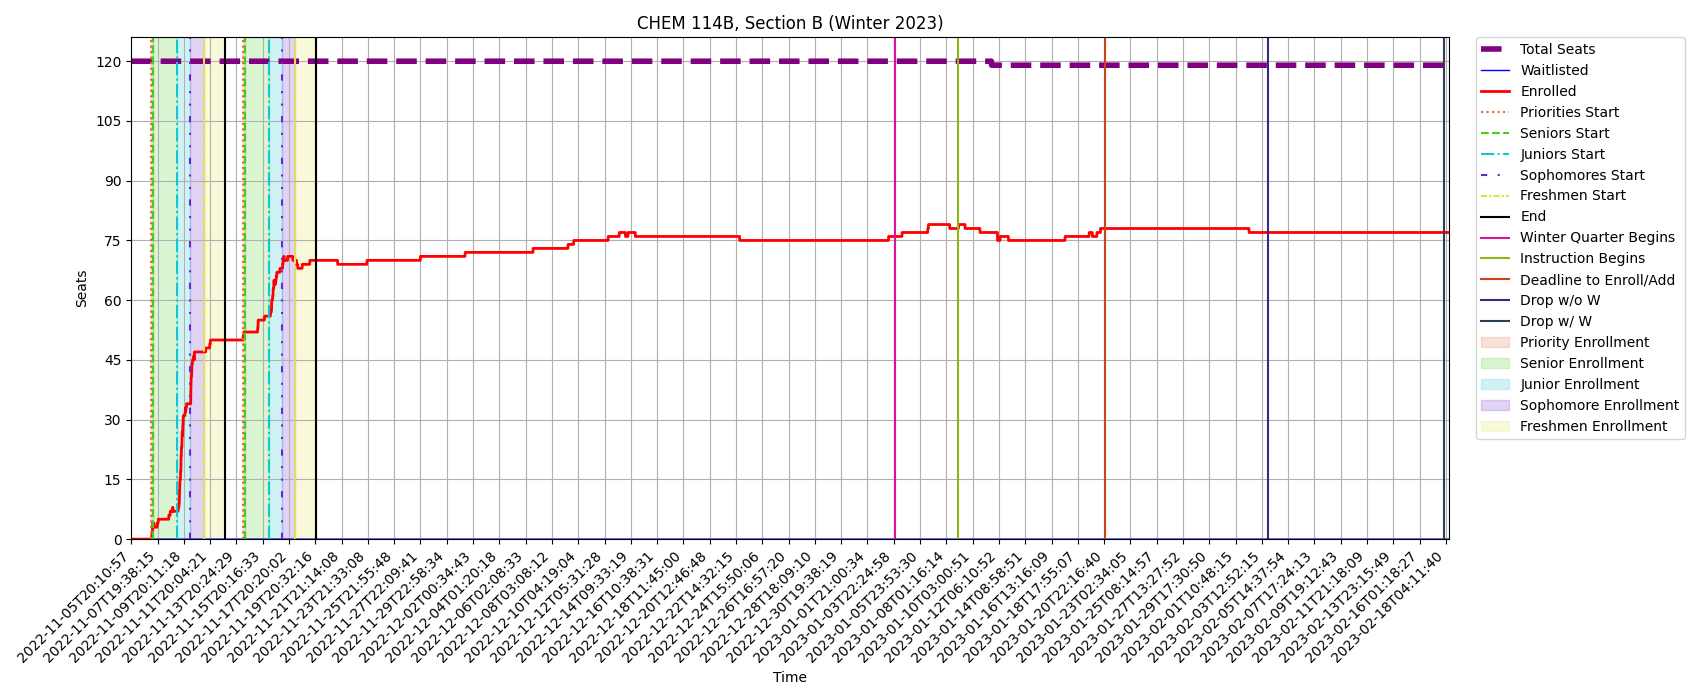 CHEM 114B, Section B (Winter 2023)
Seats
120
105
90
75
60
45
30
15
0
2022-11-05T20:10:57
2022-11-07T19:38:15
2022-11-09T20:11:18
2022-11-11T20:04:21
2022-11-13T20:24:29
2022-11-15T20:16:33
2022-11-17T20:20:02
2022-11-19T20:32:16
2022-11-21T21:14:08
2022-11-23T21:33:08
2022-11-25T21:55:48
2022-11-27T22:09:41
2022-11-29T22:58:34
2022-12-02T00:34:43
2022-12-04T01:20:18
2022-12-06T02:08:33
2022-12-08T03:08:12
2022-12-10T04:19:04
2022-12-12T05:31:28
2022-12-14T09:33:19
2022-12-16T10:38:31
2022-12-18T11:45:00
2022-12-20T12:46:48
2022-12-22T14:32:15
2022-12-24T15:50:06
2022-12-26T16:57:20
2022-12-28T18:09:10
2022-12-30T19:38:19
2023-01-01T21:00:34
2023-01-03T22:24:58
2023-01-05T23:53:30
2023-01-08T01:16:14
2023-01-10T03:00:51
2023-01-12T06:10:52
2023-01-14T08:58:51
2023-01-16T13:16:09
2023-01-18T17:55:07
2023-01-20T22:16:40
2023-01-23T02:34:05
2023-01-25T08:14:57
2023-01-27T13:27:52
2023-01-29T17:30:50
2023-02-01T10:48:15
2023-02-03T12:52:15
2023-02-05T14:37:54
2023-02-07T17:24:13
2023-02-09T19:12:43
2023-02-11T21:18:09
2023-02-13T23:15:49
2023-02-16T01:18:27
2023-02-18T04:11:40
Time
Total Seats
Waitlisted
Enrolled
Priorities Start
Seniors Start
Juniors Start
Sophomores Start
Freshmen Start
End
Winter Quarter Begins
Instruction Begins
Deadline to Enroll/Add
Drop w/o W
Drop w/ W
Priority Enrollment
Senior Enrollment
Junior Enrollment
Sophomore Enrollment
Freshmen Enrollment